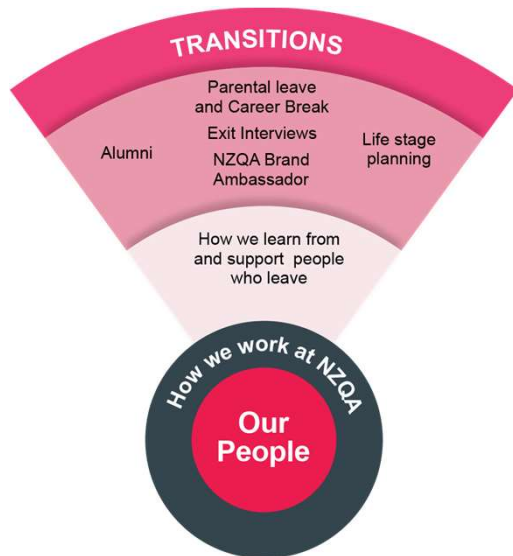 TRANSITIONS
Parental leave
and Career Break
Exit Interviews
NZQA Brand
Ambassador
Alumni
Life stage
planning
How we learn from
and support people
who leave
How we work at NZQA
Our
People